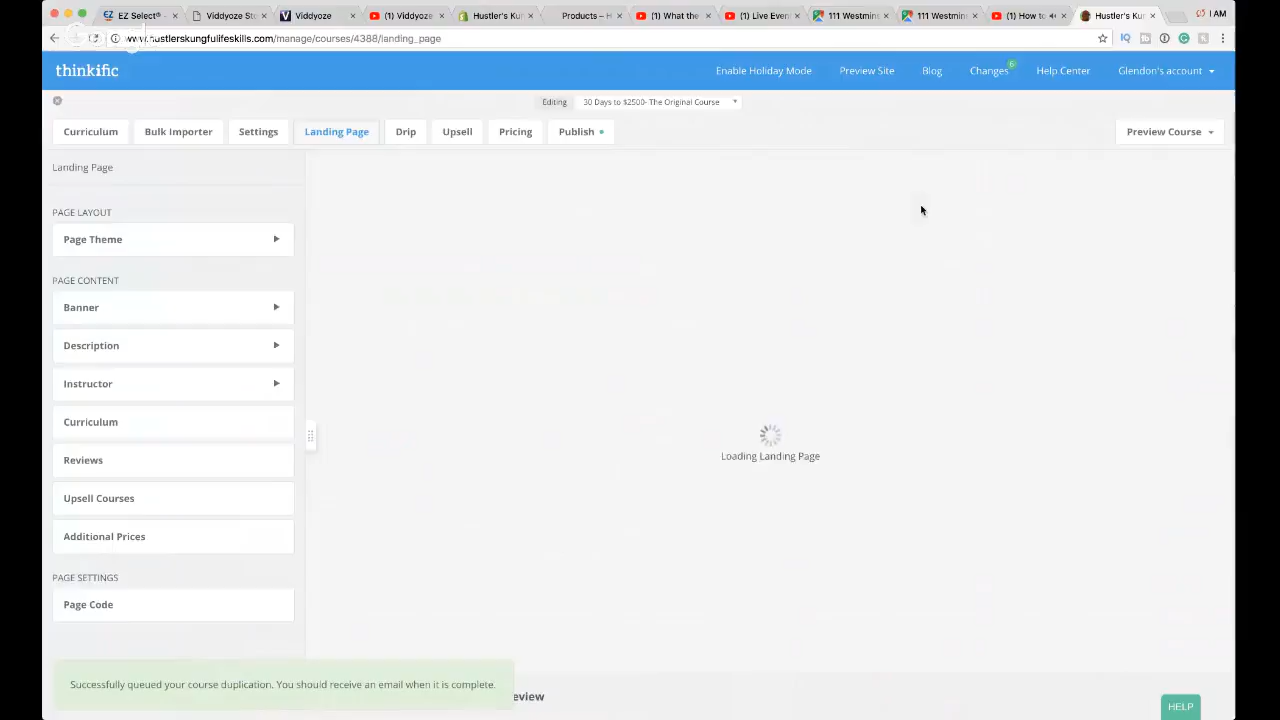 EZ Select®
Viddyoze St
Viddyoze
(1) Viddyoz
Hustler's Ku
Products – H
(1) What the
(1) Live Even
111 Westmins
111 Westmin
(1) How to
Hustler's Ku
I AM
www.hustlerskungfulifeskills.com/manage/courses/4388/landing_page
thinkific
Enable Holiday Mode
Preview Site
Blog
Changes
6
Help Center
Glendon's account
Editing
30 Days to $2500- The Original Course
Curriculum
Bulk Importer
Settings
Landing Page
Drip
Upsell
Pricing
Publish
Preview Course
Landing Page
PAGE LAYOUT
Page Theme
PAGE CONTENT
Banner
Description
Instructor
Curriculum
Reviews
Upsell Courses
Additional Prices
PAGE SETTINGS
Page Code
Loading Landing Page
Successfully queued your course duplication. You should receive an email when it is complete.
eview
HELP